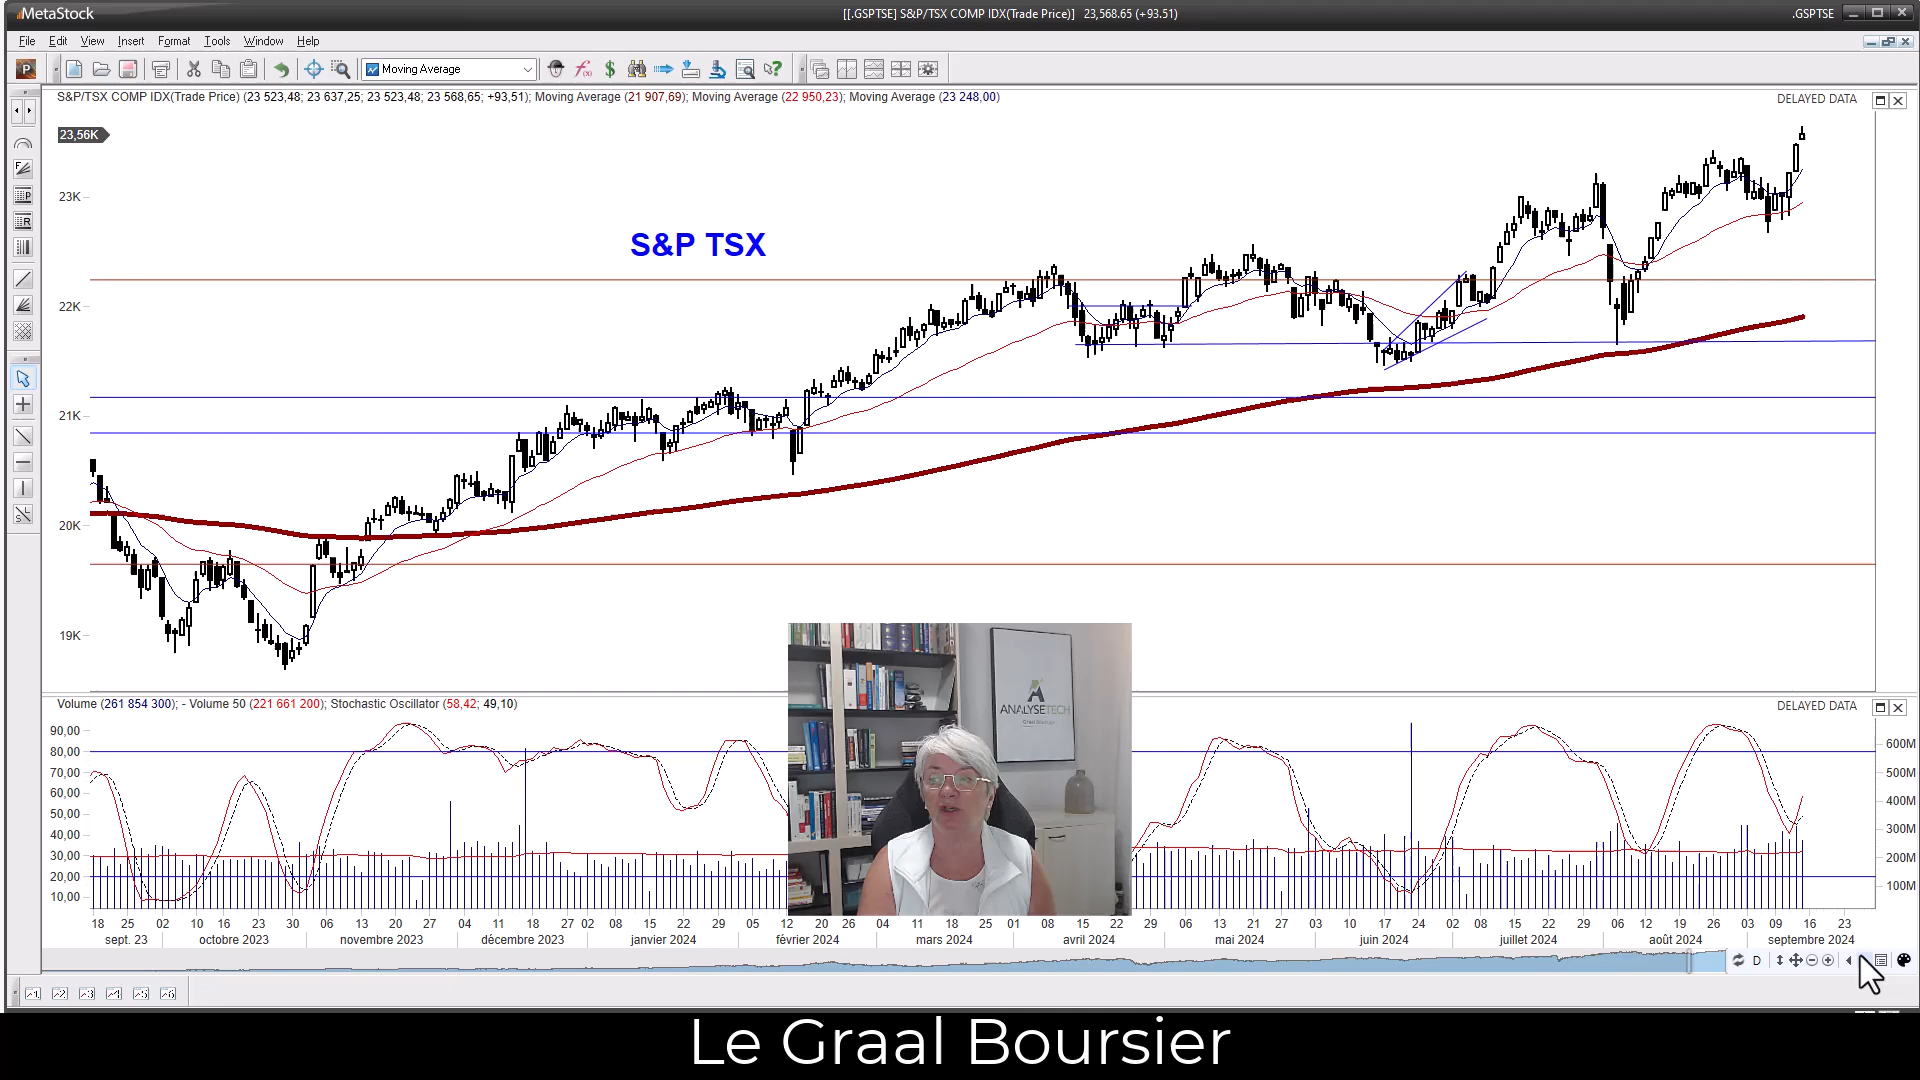 MetaStock
[[.GSPTSE] S&P/TSX COMP IDX(Trade Price)] 23,568.65 (+93.51)
.GSPTSE
File Edit View Insert Format Tools Window Help
Moving Average
S&P/TSX COMP IDX(Trade Price) (23 523,48; 23 637,25; 23 523,48; 23 568,65; +93,51); Moving Average (21 907,69); Moving Average (22 950,23); Moving Average (23 248,00)
DELAYED DATA
23,56K
23K
S&P TSX
22K
21K
20K
19K
ANALYSETECH
Volume (261 854 300); - Volume 50 (221 661 200); Stochastic Oscillator (58,42; 49,10)
DELAYED DATA
90,00
80,00
70,00
60,00
50,00
40,00
30,00
20,00
10,00
600M
500M
400M
300M
200M
100M
18 25 02 10 16 23 30 06 13 20 27 04 11 18 27 02 08 15 22 29 05 12 20 26 04 11 18 25 01 08 15 22 29 06 13 21 27 03 10 17 24 02 08 15 22 29 06 12 19 26 03 09 16 23
sept. 23 octobre 2023 novembre 2023 décembre 2023 janvier 2024 février 2024 mars 2024 avril 2024 mai 2024 juin 2024 juillet 2024 août 2024 septembre 2024
D
Le Graal Boursier